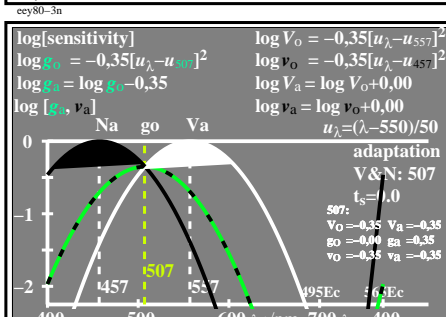 eey80–3n
log[sensitivity]
log go = –0,35[uλ–u507]²
log ga = log go–0,35
log [ga, va]
log Vo = –0,35[uλ–u557]²
log vo = –0,35[uλ–u457]²
log Va = log Vo+0,00
log va = log vo+0,00
uλ=(λ–550)/50
Na go Va
adaptation
V&N: 507
ts=0.0
507:
Vo=–0,35 Va =–0,35
go =–0,00 ga =0,35
vo =–0,35 va =–0,35
0
–1
–2
507
457 557 495Ec 565Ec
400 500 600 700 400